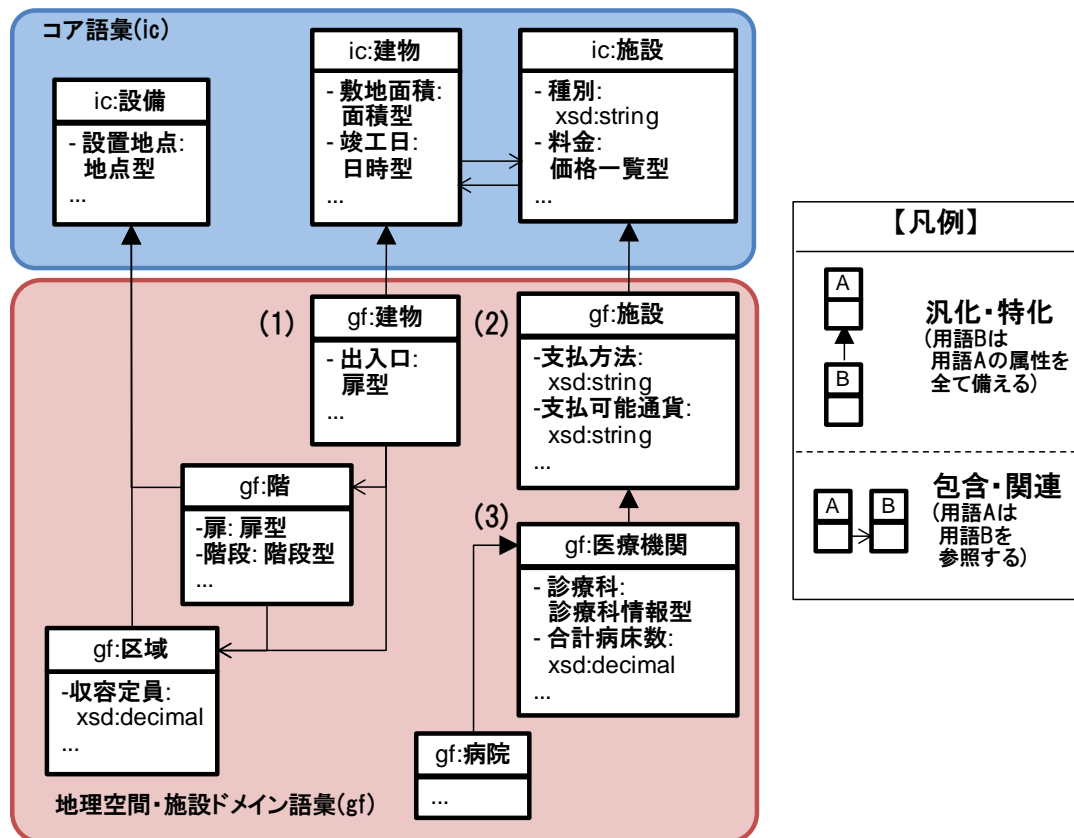 コア語彙(ic)
ic:設備
- 設置地点:
地点型
...
ic:建物
- 敷地面積:
面積型
- 竣工日:
日時型
...
ic:施設
- 種別:
xsd:string
- 料金:
価格一覧型
...
(1)
gf:建物
- 出入口:
扉型
...
(2)
gf:施設
-支払方法:
xsd:string
-支払可能通貨:
xsd:string
...
gf:階
-扉: 扉型
-階段: 階段型
...
(3)
gf:医療機関
- 診療科:
診療科情報型
- 合計病床数:
xsd:decimal
...
gf:区域
-収容定員:
xsd:decimal
...
gf:病院
...
地理空間・施設ドメイン語彙(gf)
【凡例】
A
B
汎化・特化
(用語Bは
用語Aの属性を
全て備える)
A
B
包含・関連
(用語Aは
用語Bを
参照する)